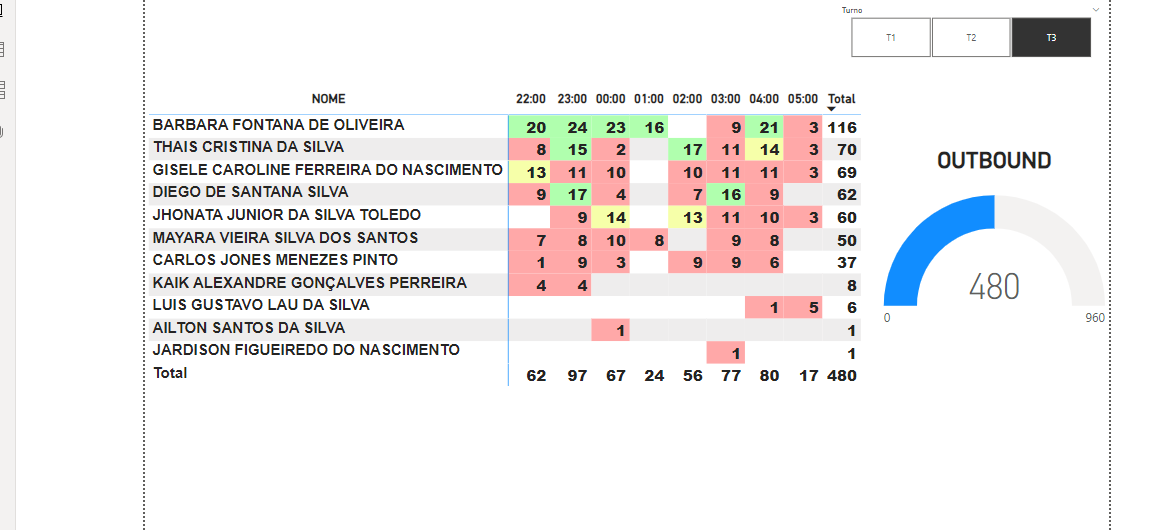 Turno
T1 T2 T3
NOME 22:00 23:00 00:00 01:00 02:00 03:00 04:00 05:00 Total
BARBARA FONTANA DE OLIVEIRA 20 24 23 16 9 21 3 116
THAIS CRISTINA DA SILVA 8 15 2 17 11 14 3 70
GISELE CAROLINE FERREIRA DO NASCIMENTO 13 11 10 10 11 11 3 69
DIEGO DE SANTANA SILVA 9 17 4 7 16 9 62
JHONATA JUNIOR DA SILVA TOLEDO 9 14 13 11 10 3 60
MAYARA VIEIRA SILVA DOS SANTOS 7 8 10 8 9 8 50
CARLOS JONES MENEZES PINTO 1 9 3 9 9 6 37
KAIK ALEXANDRE GONÇALVES PERREIRA 4 4 8
LUIS GUSTAVO LAU DA SILVA 1 5 6
AILTON SANTOS DA SILVA 1 1
JARDISON FIGUEIREDO DO NASCIMENTO 1 1
Total 62 97 67 24 56 77 80 17 480
OUTBOUND
480
0 960